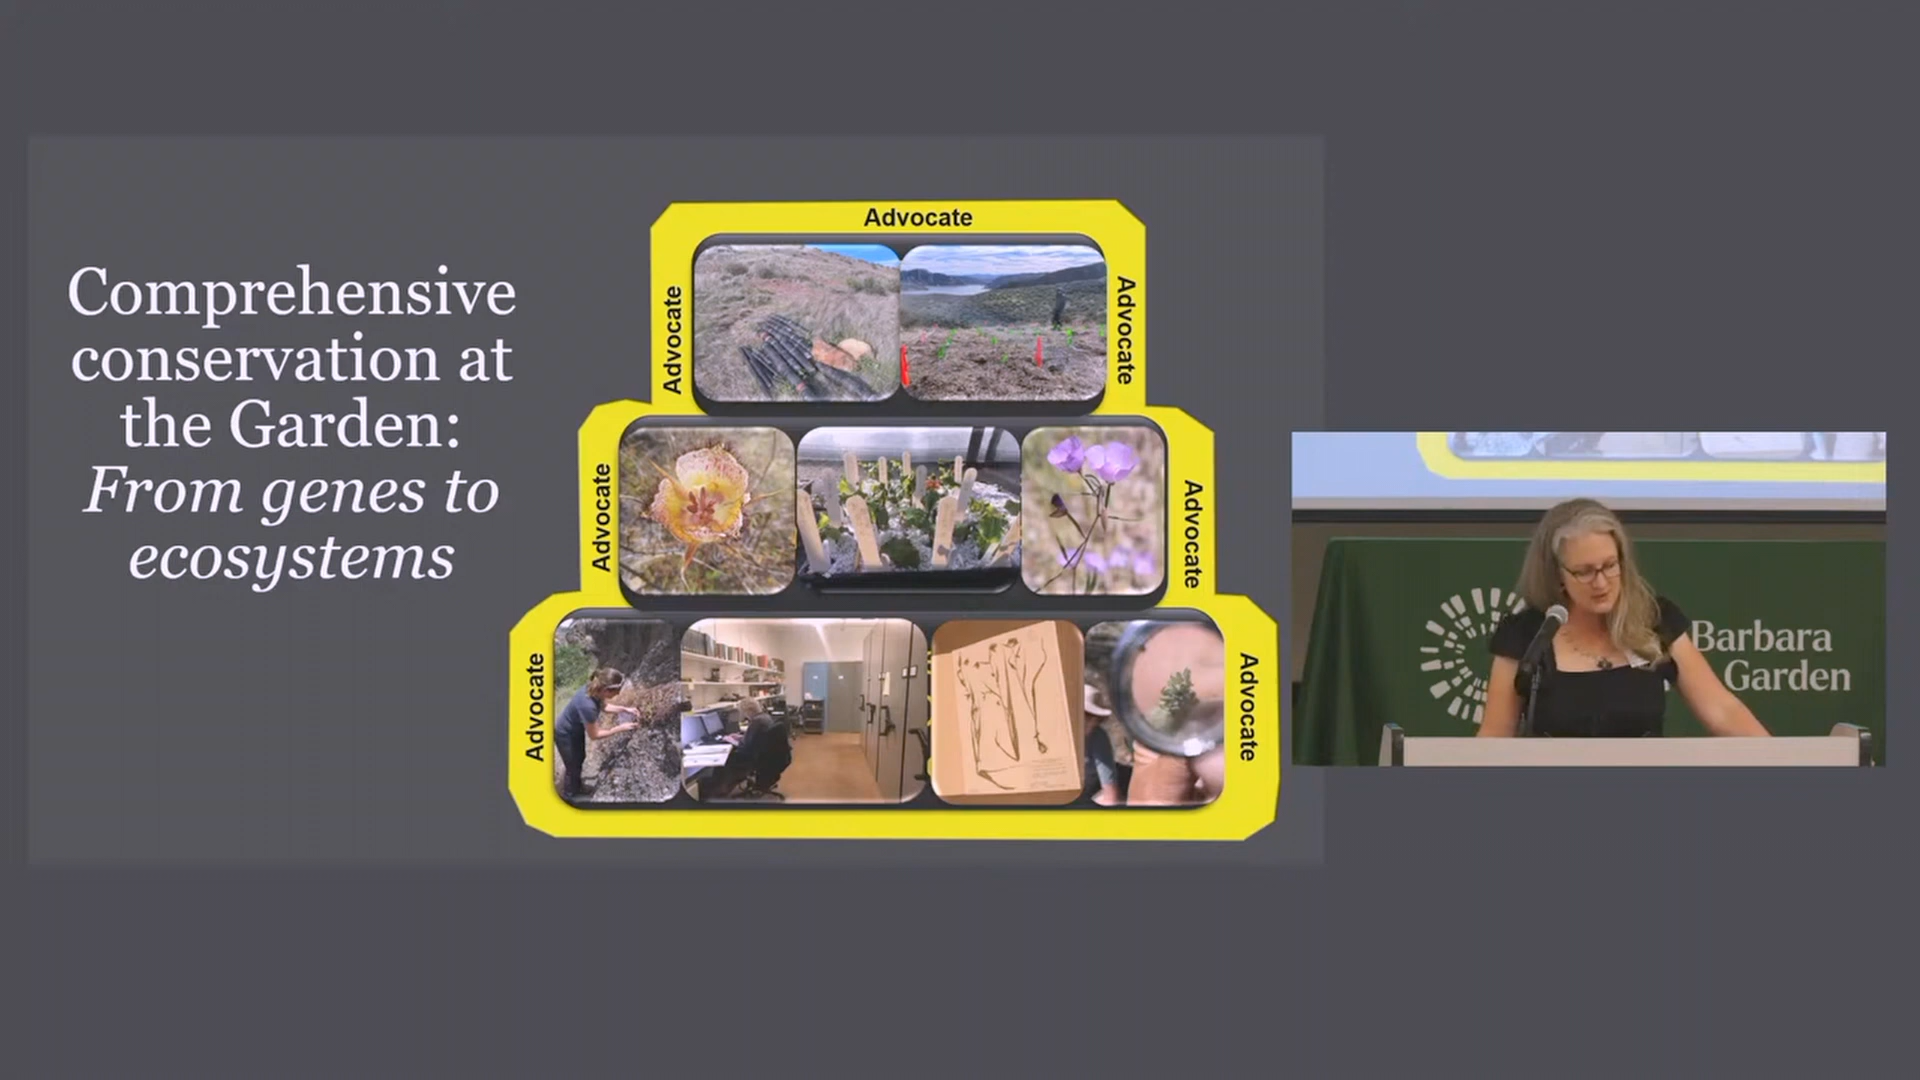 Comprehensive
conservation at
the Garden:
From genes to
ecosystems
Advocate
Advocate
Advocate
Advocate
Advocate
Advocate
Advocate
Barbara
Garden